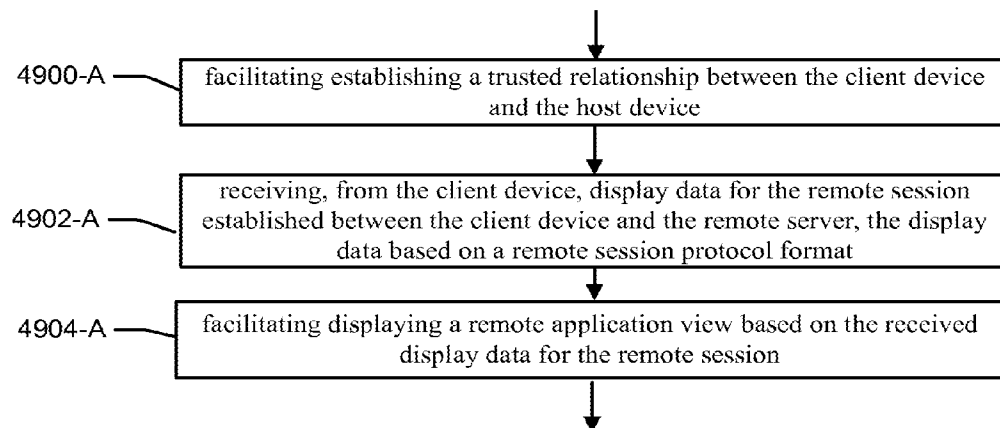 4900-A
facilitating establishing a trusted relationship between the client device
and the host device
4902-A
receiving, from the client device, display data for the remote session
established between the client device and the remote server, the display
data based on a remote session protocol format
4904-A
facilitating displaying a remote application view based on the received
display data for the remote session